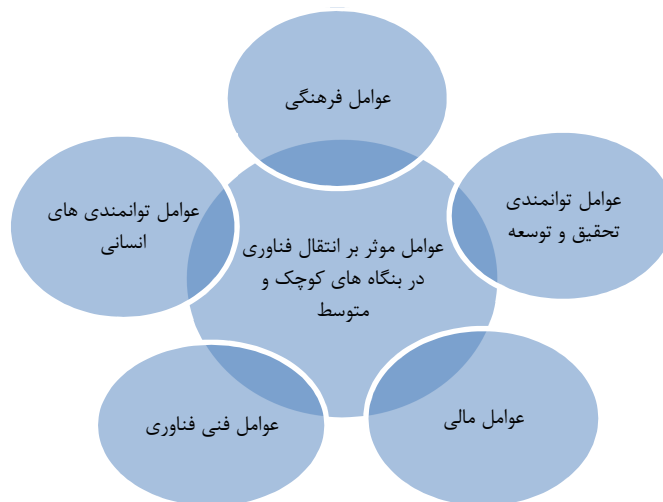 عوامل فرهنگی
عوامل توانمندی
تحقیق و توسعه
عوامل توانمندی های
انسانی
عوامل موثر بر انتقال فناوری
در بنگاه های کوچک و
متوسط
عوامل مالی
عوامل فنی فناوری